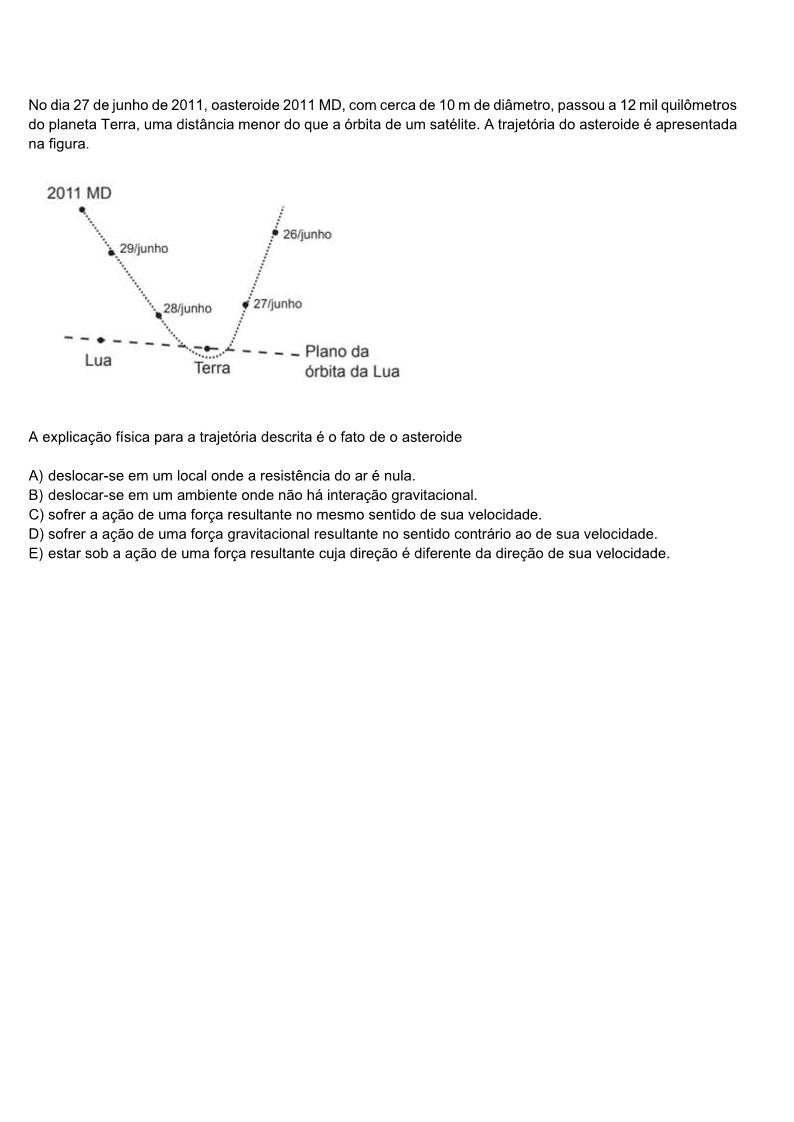 No dia 27 de junho de 2011, oasteroide 2011 MD, com cerca de 10 m de diâmetro, passou a 12 mil quilômetros
do planeta Terra, uma distância menor do que a órbita de um satélite. A trajetória do asteroide é apresentada
na figura.
2011 MD
26/junho
29/junho
27/junho
28/junho
Plano da
órbita da Lua
Lua
Terra
A explicação física para a trajetória descrita é o fato de o asteroide
A) deslocar-se em um local onde a resistência do ar é nula.
B) deslocar-se em um ambiente onde não há interação gravitacional.
C) sofrer a ação de uma força resultante no mesmo sentido de sua velocidade.
D) sofrer a ação de uma força gravitacional resultante no sentido contrário ao de sua velocidade.
E) estar sob a ação de uma força resultante cuja direção é diferente da direção de sua velocidade.